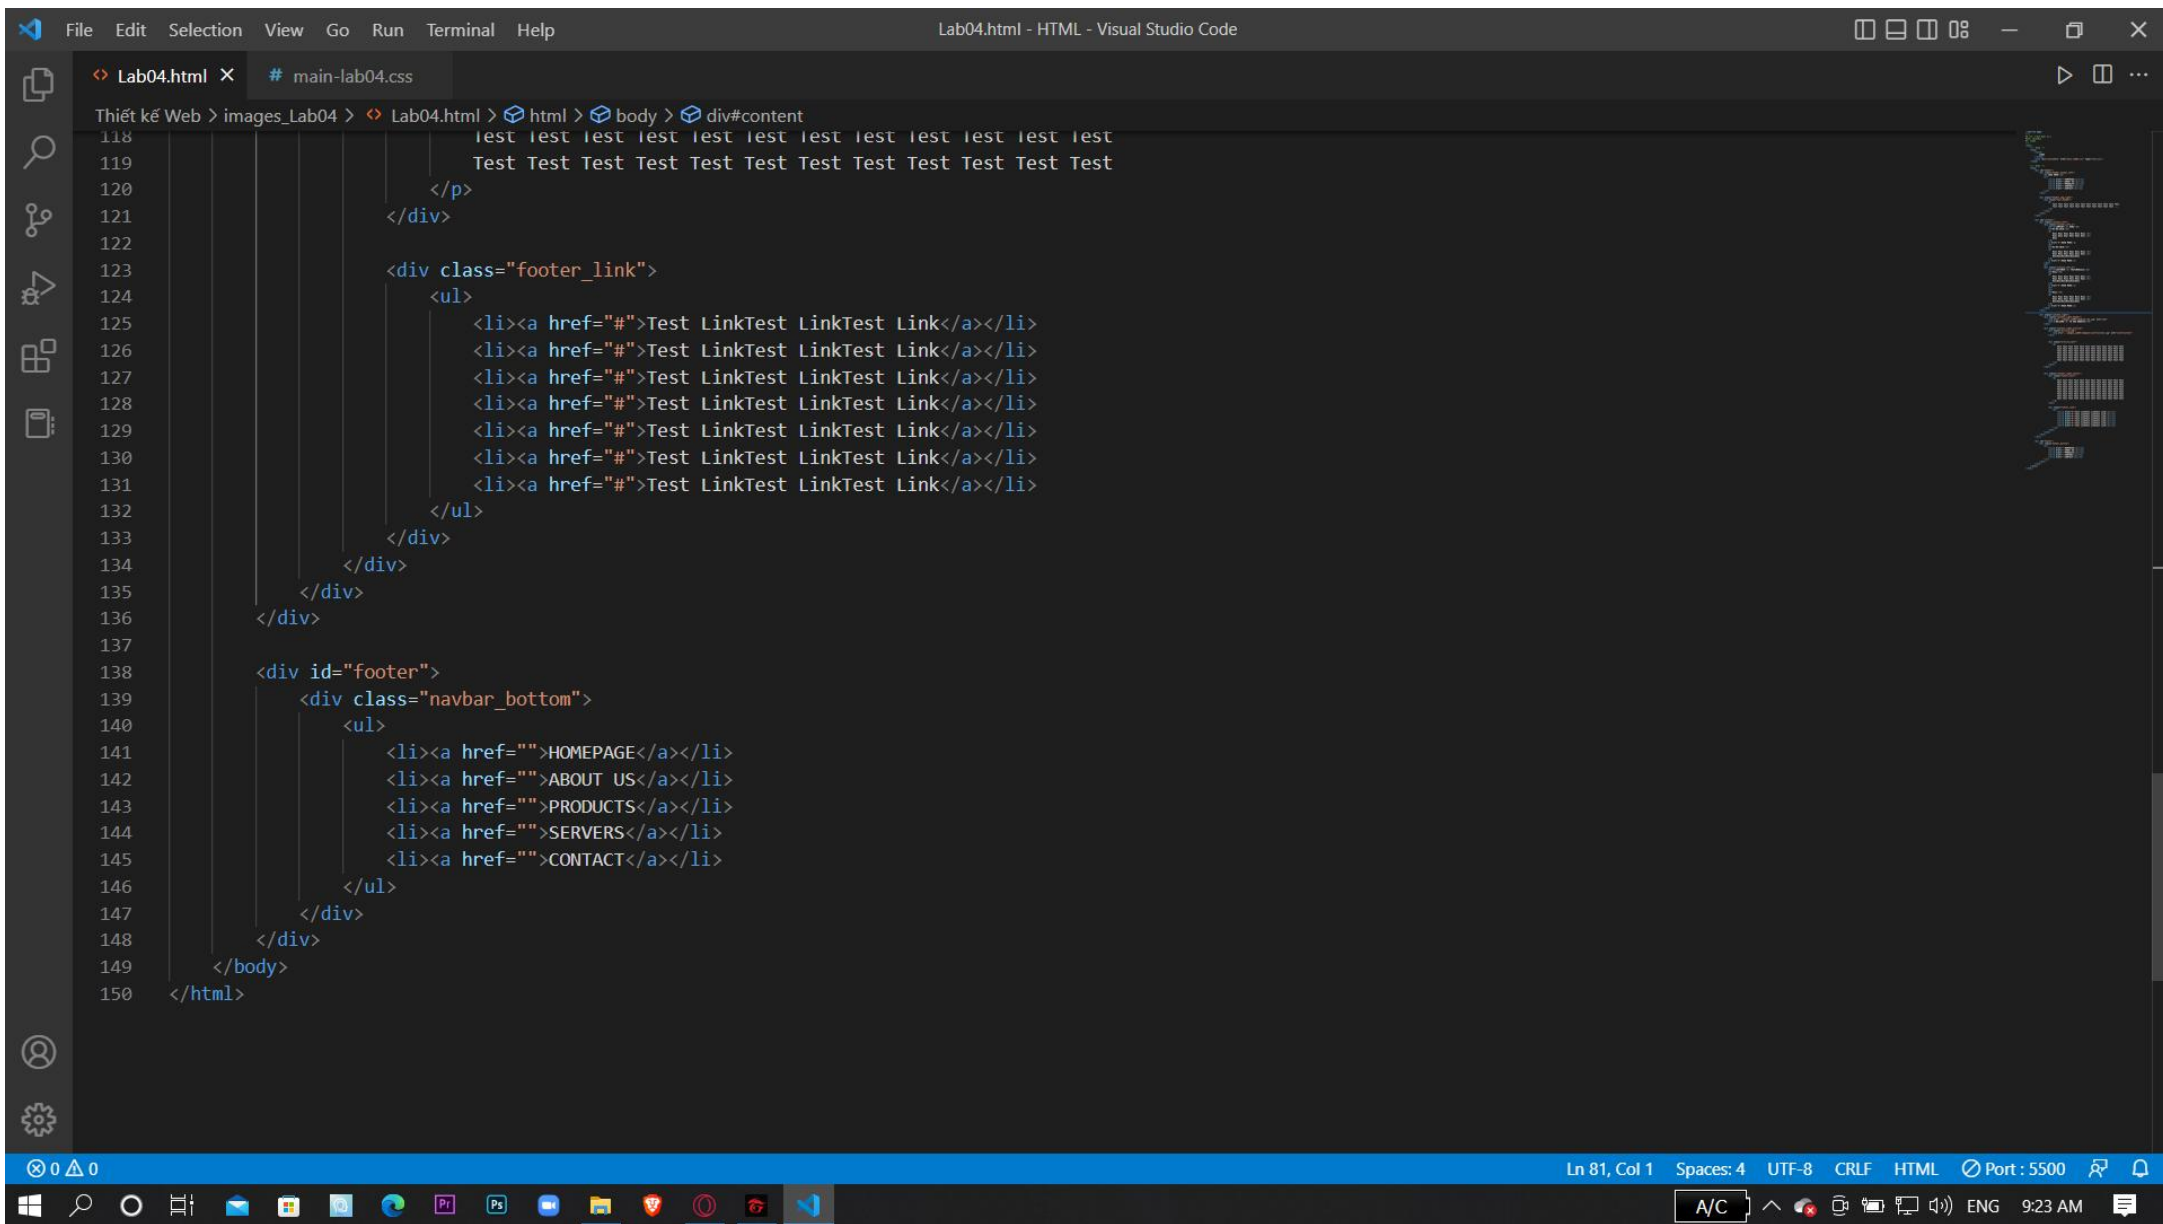 File Edit Selection View Go Run Terminal Help Lab04.html - HTML - Visual Studio Code
<> Lab04.html # main-lab04.css
Thiết kế Web > images_Lab04 > <> Lab04.html > html > body > div#content
118 Test Test Test Test Test Test Test Test Test Test Test Test
119 Test Test Test Test Test Test Test Test Test Test Test Test
120 </p>
121 </div>
122
123 <div class="footer_link">
124 <ul>
125 <li><a href="#">Test LinkTest LinkTest Link</a></li>
126 <li><a href="#">Test LinkTest LinkTest Link</a></li>
127 <li><a href="#">Test LinkTest LinkTest Link</a></li>
128 <li><a href="#">Test LinkTest LinkTest Link</a></li>
129 <li><a href="#">Test LinkTest LinkTest Link</a></li>
130 <li><a href="#">Test LinkTest LinkTest Link</a></li>
131 <li><a href="#">Test LinkTest LinkTest Link</a></li>
132 </ul>
133 </div>
134 </div>
135 </div>
136 </div>
137
138 <div id="footer">
139 <div class="navbar_bottom">
140 <ul>
141 <li><a href="">HOMEPAGE</a></li>
142 <li><a href="">ABOUT US</a></li>
143 <li><a href="">PRODUCTS</a></li>
144 <li><a href="">SERVERS</a></li>
145 <li><a href="">CONTACT</a></li>
146 </ul>
147 </div>
148 </div>
149 </body>
150 </html>
0 0 Ln 81, Col 1 Spaces: 4 UTF-8 CRLF HTML Port : 5500
Pr Ps A/C ENG 9:23 AM